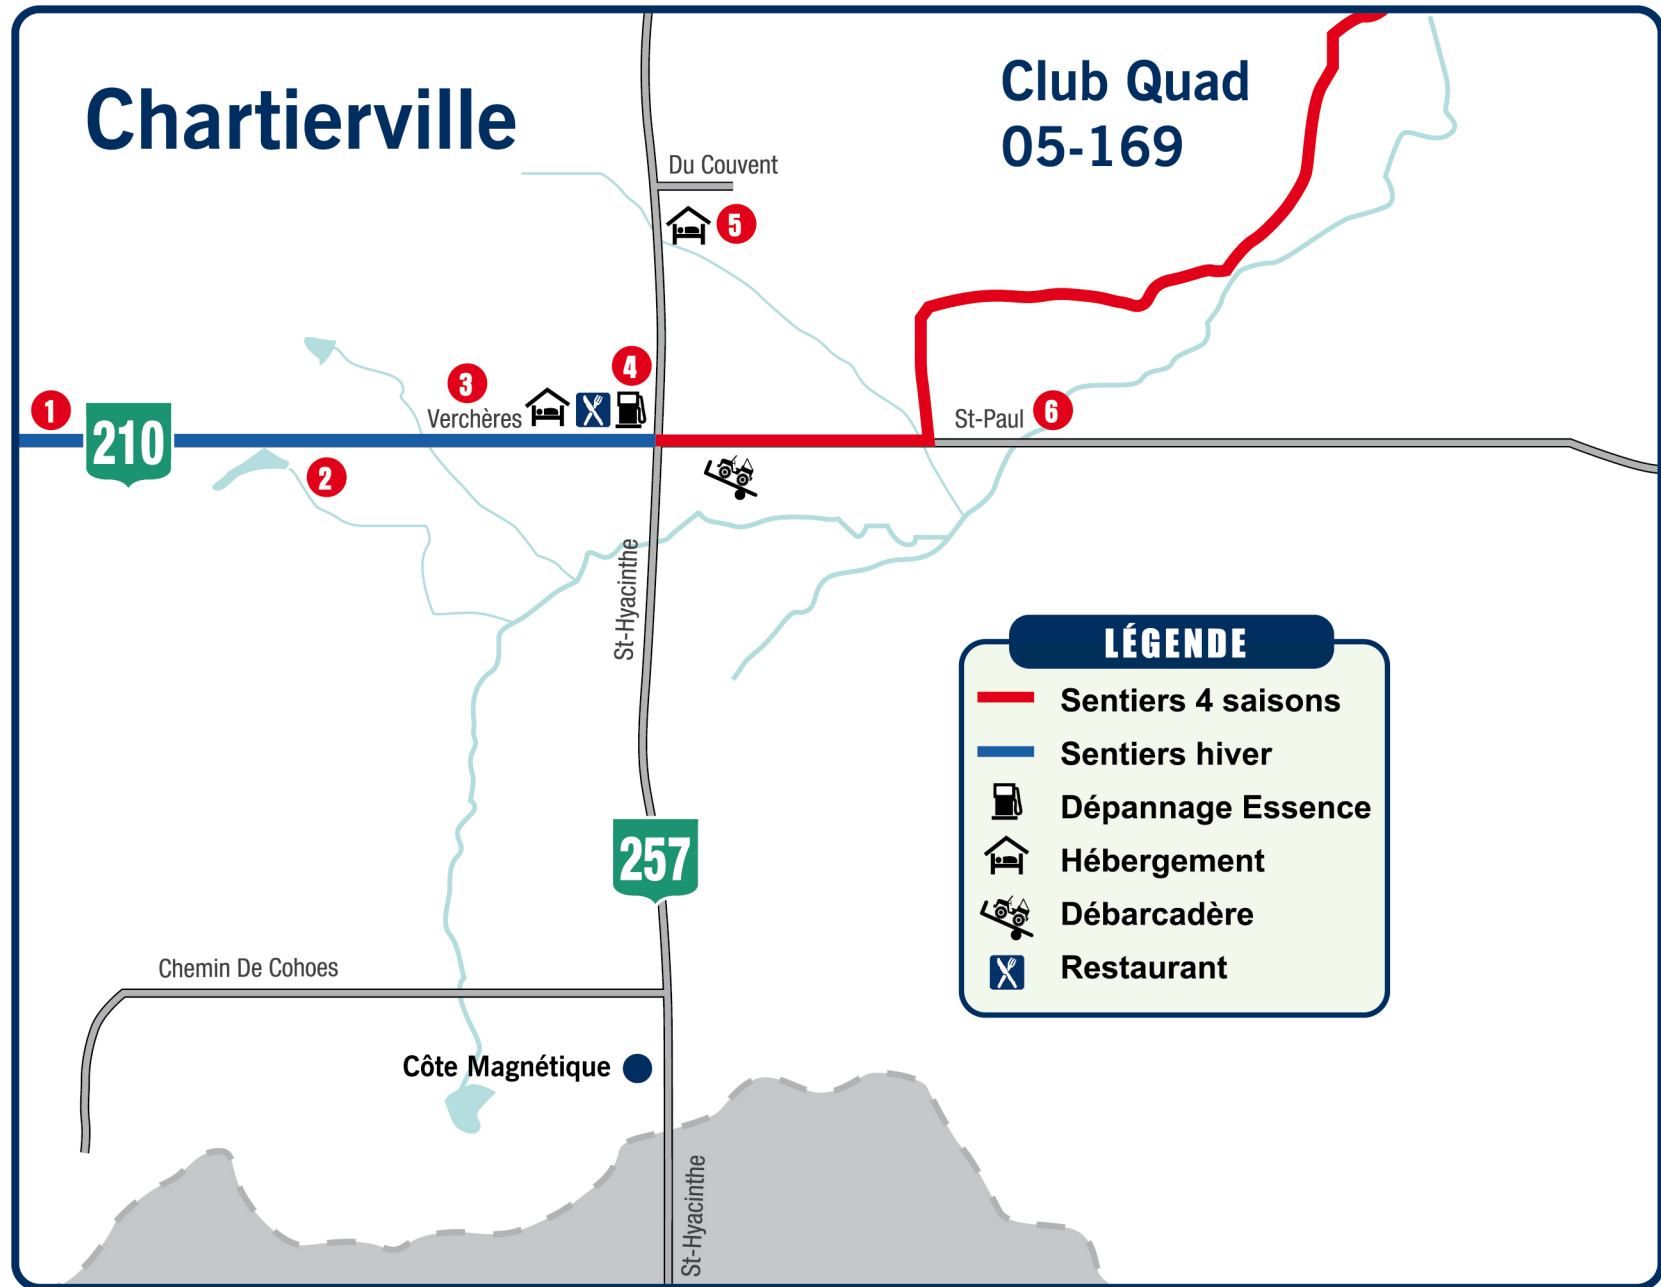 Chartierville
Club Quad
05-169
Du Couvent
5
4
3
Verchères
1
210
2
St-Paul
6
St-Hyacinthe
LÉGENDE
Sentiers 4 saisons
Sentiers hiver
Dépannage Essence
Hébergement
Débarcadère
Restaurant
257
Chemin De Cohoes
Côte Magnétique
St-Hyacinthe